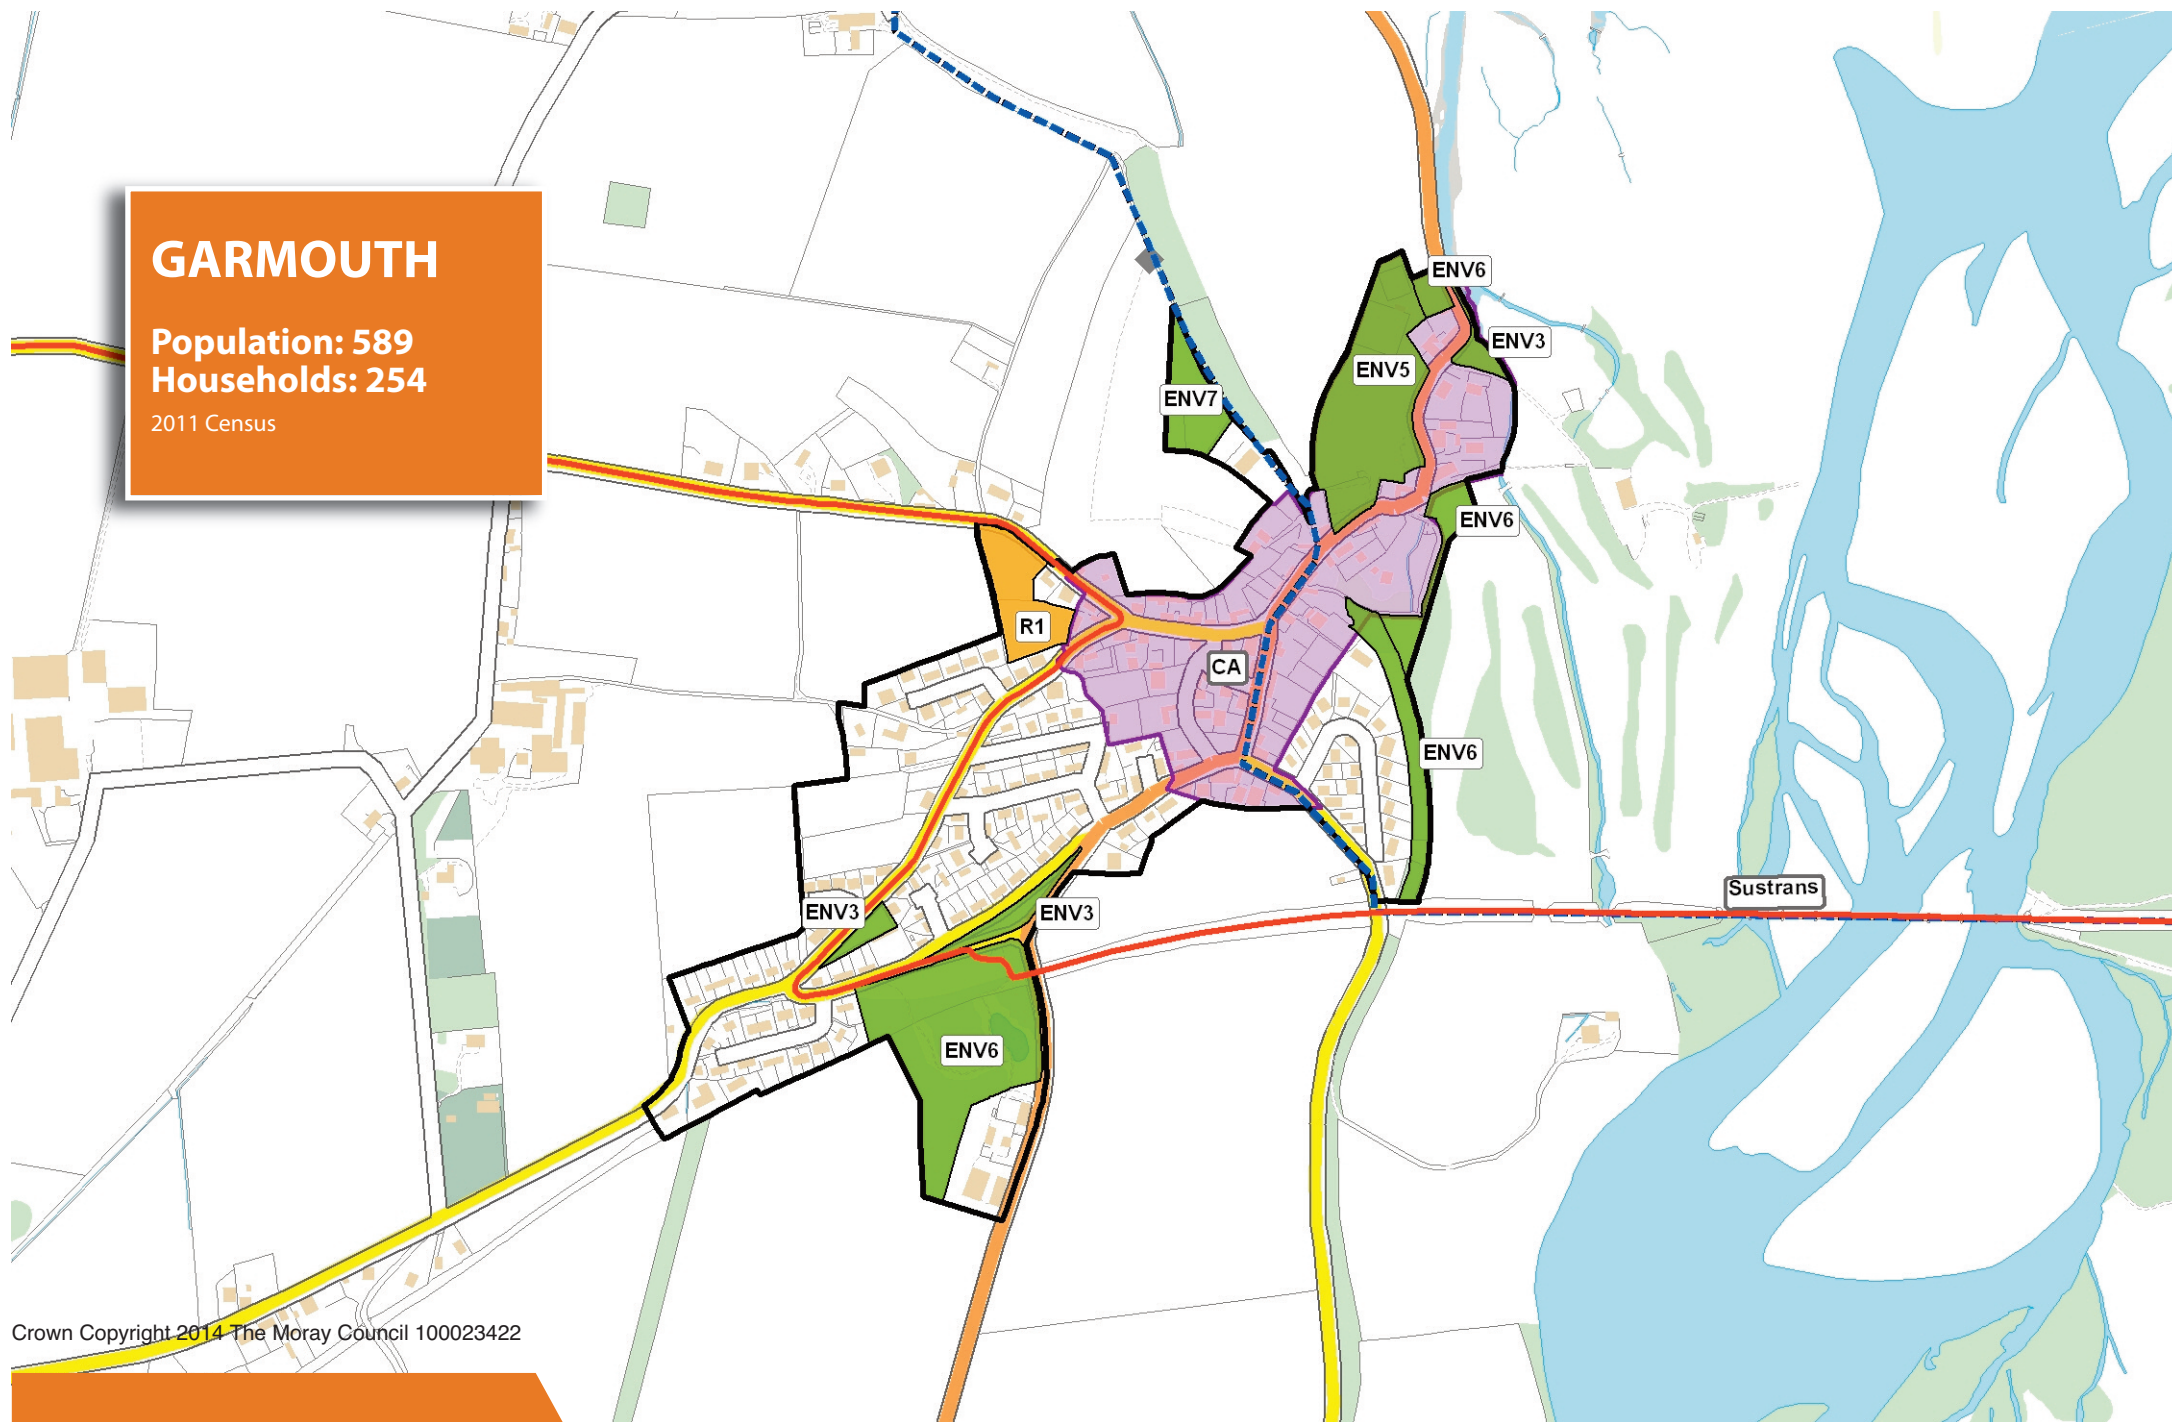 GARMOUTH
Population: 589
Households: 254
2011 Census
ENV6
ENV3
ENV5
ENV7
ENV6
R1
CA
ENV6
Sustrans
ENV3
ENV3
ENV6
Crown Copyright 2014 The Moray Council 100023422